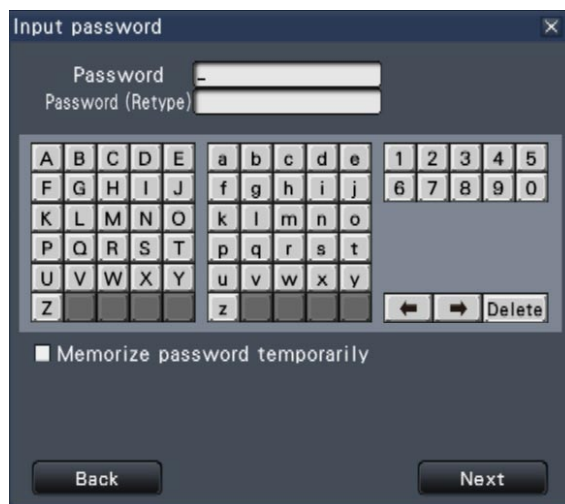 Input password
Password
Password (Retype)
A B C D E a b c d e 1 2 3 4 5
F G H I J f g h i j 6 7 8 9 0
K L M N O k l m n o
P Q R S T p q r s t
U V W X Y u v w x y
Z z ← → Delete
Memorize password temporarily
Back Next